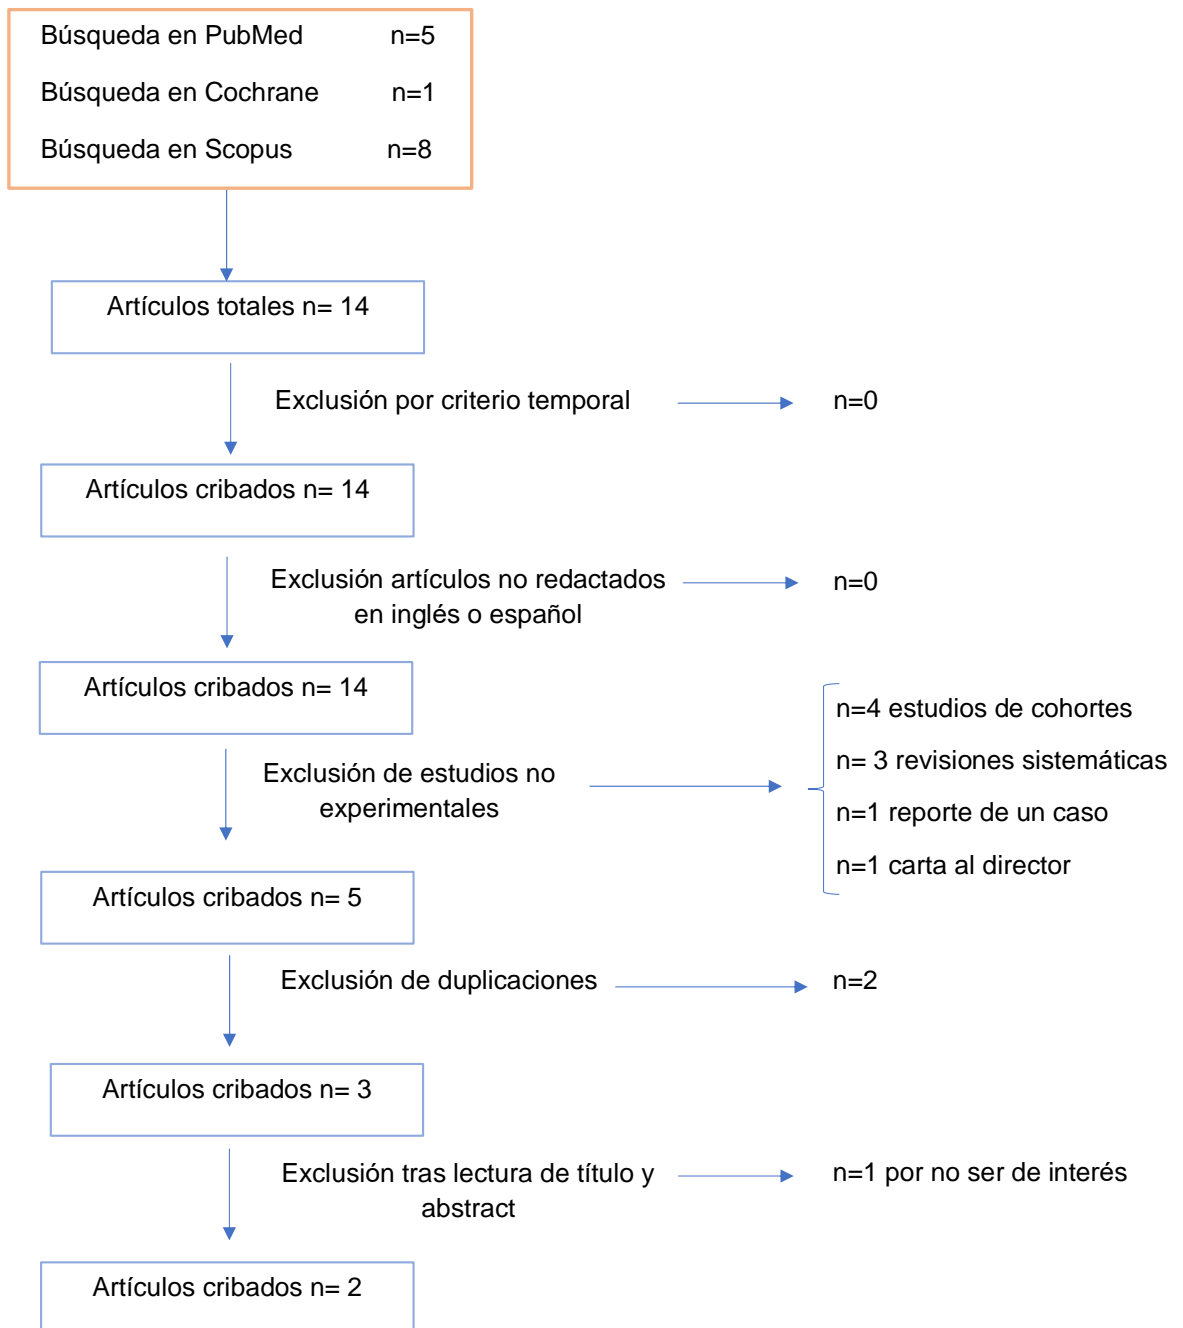 Búsqueda en PubMed n=5
Búsqueda en Cochrane n=1
Búsqueda en Scopus n=8
Artículos totales n= 14
Exclusión por criterio temporal n=0
Artículos cribados n= 14
Exclusión artículos no redactados
en inglés o español
n=0
Artículos cribados n= 14
Exclusión de estudios no
experimentales
n=4 estudios de cohortes
n= 3 revisiones sistemáticas
n=1 reporte de un caso
n=1 carta al director
Artículos cribados n= 5
Exclusión de duplicaciones n=2
Artículos cribados n= 3
Exclusión tras lectura de título y
abstract
n=1 por no ser de interés
Artículos cribados n= 2